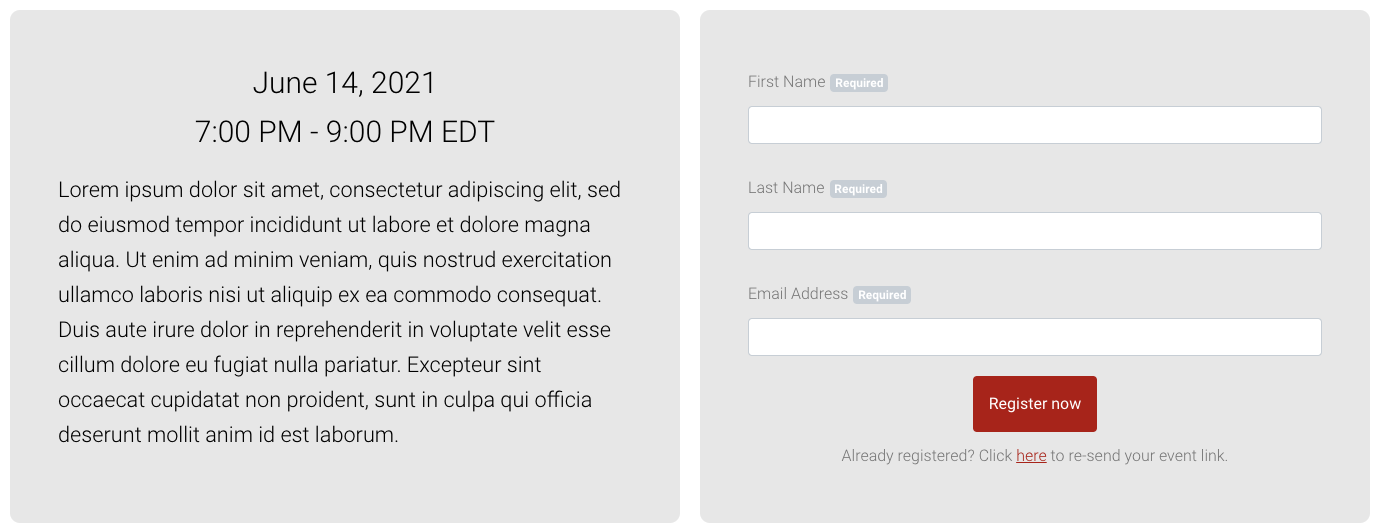 June 14, 2021
7:00 PM - 9:00 PM EDT
Lorem ipsum dolor sit amet, consectetur adipiscing elit, sed
do eiusmod tempor incididunt ut labore et dolore magna
aliqua. Ut enim ad minim veniam, quis nostrud exercitation
ullamco laboris nisi ut aliquip ex ea commodo consequat.
Duis aute irure dolor in reprehenderit in voluptate velit esse
cillum dolore eu fugiat nulla pariatur. Excepteur sint
occaecat cupidatat non proident, sunt in culpa qui officia
deserunt mollit anim id est laborum.
First Name Required
Last Name Required
Email Address Required
Register now
Already registered? Click here to re-send your event link.